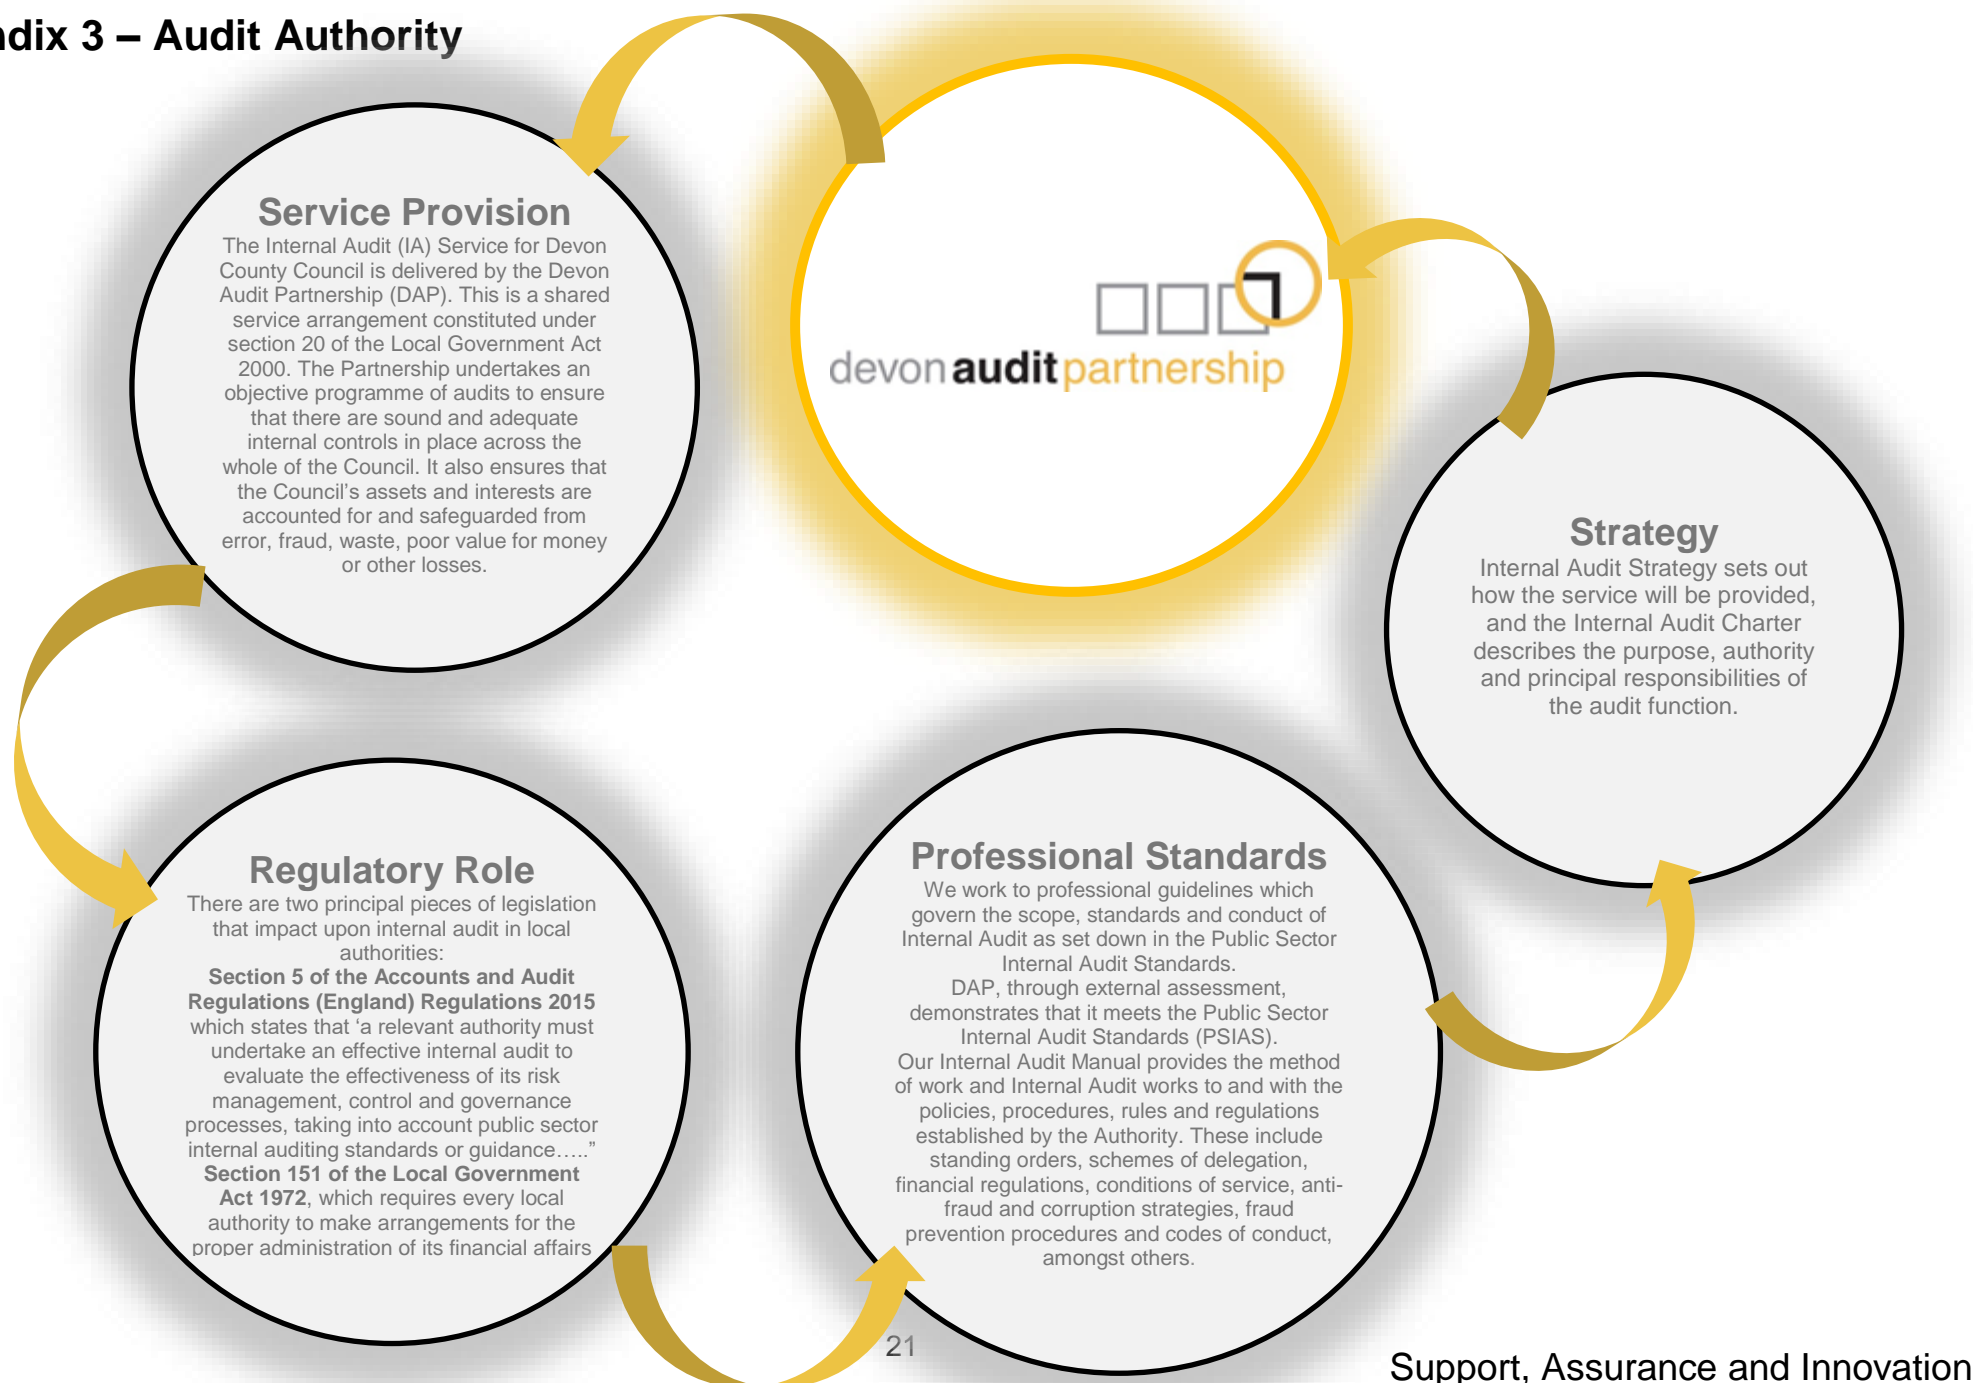 ndix 3 – Audit Authority
Service Provision
The Internal Audit (IA) Service for Devon
County Council is delivered by the Devon
Audit Partnership (DAP). This is a shared
service arrangement constituted under
section 20 of the Local Government Act
2000. The Partnership undertakes an
objective programme of audits to ensure
that there are sound and adequate
internal controls in place across the
whole of the Council. It also ensures that
the Council’s assets and interests are
accounted for and safeguarded from
error, fraud, waste, poor value for money
or other losses.
devonauditpartnership
Strategy
Internal Audit Strategy sets out
how the service will be provided,
and the Internal Audit Charter
describes the purpose, authority
and principal responsibilities of
the audit function.
Regulatory Role
There are two principal pieces of legislation
that impact upon internal audit in local
authorities:
Section 5 of the Accounts and Audit
Regulations (England) Regulations 2015
which states that ‘a relevant authority must
undertake an effective internal audit to
evaluate the effectiveness of its risk
management, control and governance
processes, taking into account public sector
internal auditing standards or guidance…..”
Section 151 of the Local Government
Act 1972, which requires every local
authority to make arrangements for the
proper administration of its financial affairs
Professional Standards
We work to professional guidelines which
govern the scope, standards and conduct of
Internal Audit as set down in the Public Sector
Internal Audit Standards.
DAP, through external assessment,
demonstrates that it meets the Public Sector
Internal Audit Standards (PSIAS).
Our Internal Audit Manual provides the method
of work and Internal Audit works to and with the
policies, procedures, rules and regulations
established by the Authority. These include
standing orders, schemes of delegation,
financial regulations, conditions of service, anti-
fraud and corruption strategies, fraud
prevention procedures and codes of conduct,
amongst others.
21
Support, Assurance and Innovation